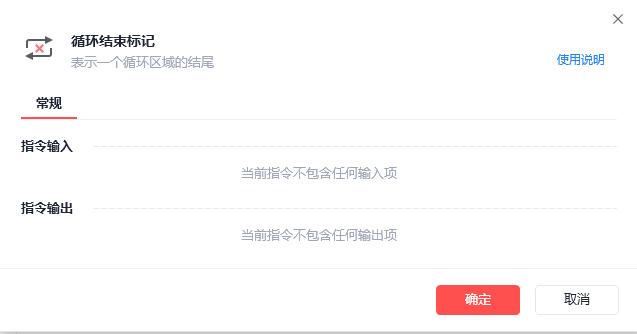 循环结束标记
表示一个循环区域的结尾
使用说明
常规
指令输入
当前指令不包含任何输入项
指令输出
当前指令不包含任何输出项
确定
取消